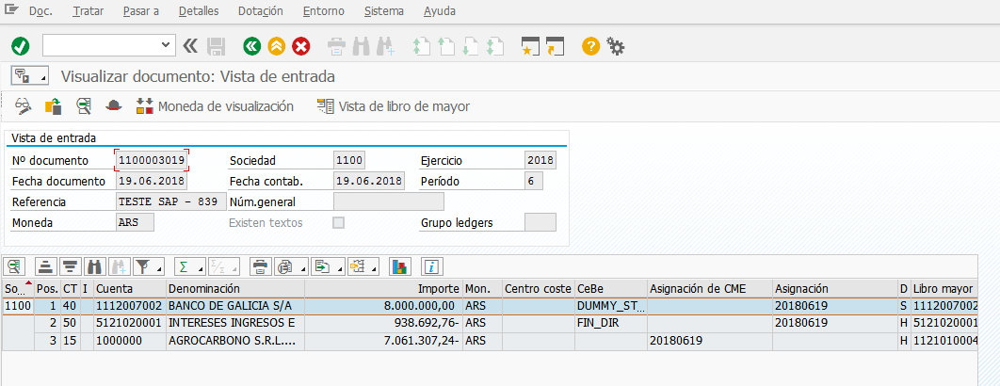 Doc. Tratar Pasar a Detalles Dotación Entorno Sistema Ayuda
Visualizar documento: Vista de entrada
Moneda de visualización Vista de libro de mayor
Vista de entrada
Nº documento 1100003019 Sociedad 1100 Ejercicio 2018
Fecha documento 19.06.2018 Fecha contab. 19.06.2018 Período 6
Referencia TESTE SAP - 839 Núm.general
Moneda ARS Existen textos Grupo ledgers
So... Pos. CT I Cuenta Denominación Importe Mon. Centro coste CeBe Asignación de CME Asignación D Libro mayor
1100 1 40 1112007002 BANCO DE GALICIA S/A 8.000.000,00 ARS DUMMY_ST... 20180619 S 1112007002
2 50 5121020001 INTERESES INGRESOS E 938.692,76- ARS FIN_DIR 20180619 H 5121020001
3 15 1000000 AGROCARBONO S.R.L.... 7.061.307,24- ARS 20180619 H 1121010004